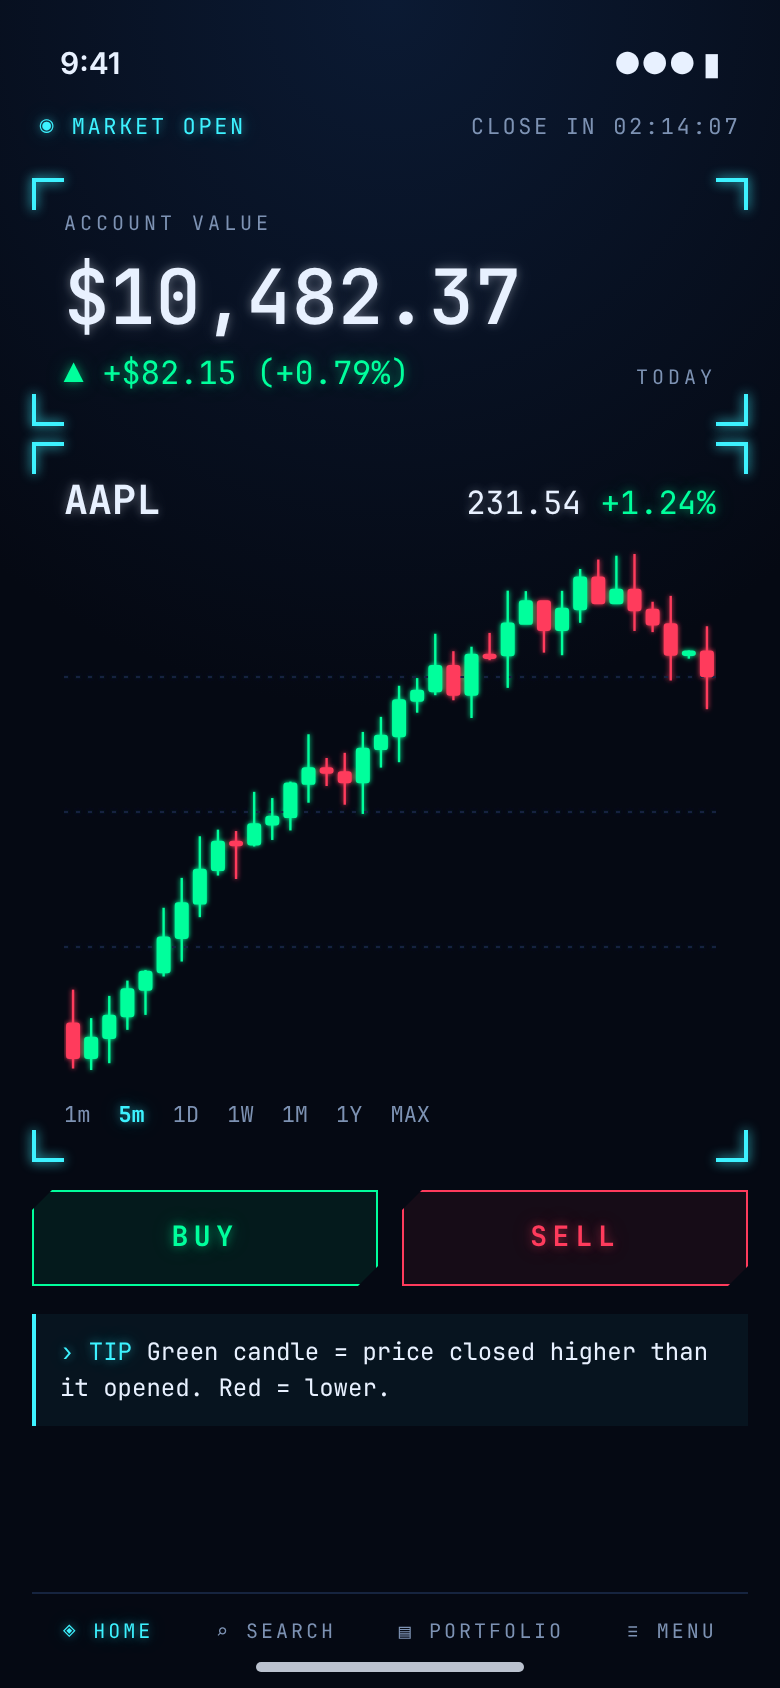 9:41
◉ MARKET OPEN
CLOSE IN 02:14:07
ACCOUNT VALUE
$10,482.37
▲ +$82.15 (+0.79%)
TODAY
AAPL
231.54 +1.24%
1m 5m 1D 1W 1M 1Y MAX
BUY
SELL
› TIP Green candle = price closed higher than
it opened. Red = lower.
HOME SEARCH PORTFOLIO MENU